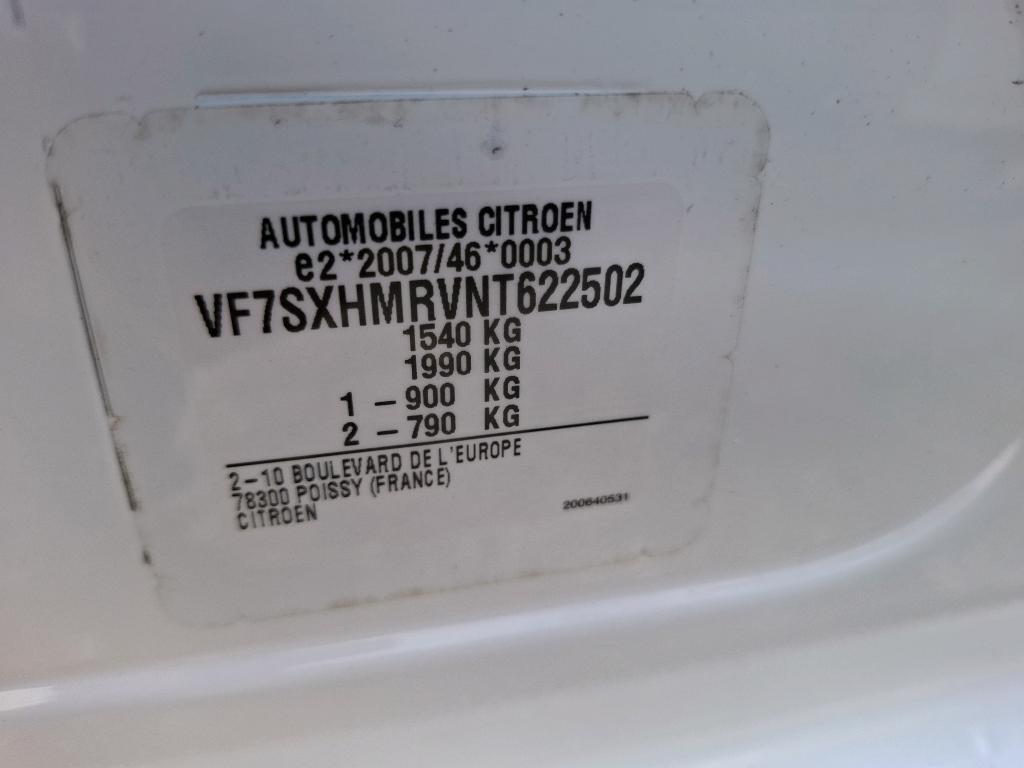 AUTOMOBILES CITROEN
e2*2007/46*0003
VF7SXHMRVNT622502
1540 KG
1990 KG
1 – 900 KG
2 – 790 KG
2–10 BOULEVARD DE L'EUROPE
78300 POISSY (FRANCE)
CITROEN
200640531